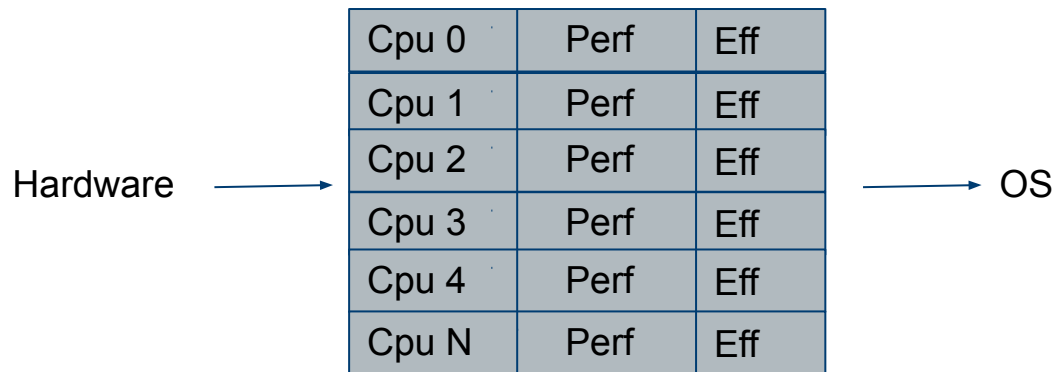 Cpu 0 Perf Eff
Cpu 1 Perf Eff
Cpu 2 Perf Eff
Hardware
OS
Cpu 3 Perf Eff
Cpu 4 Perf Eff
Cpu N Perf Eff